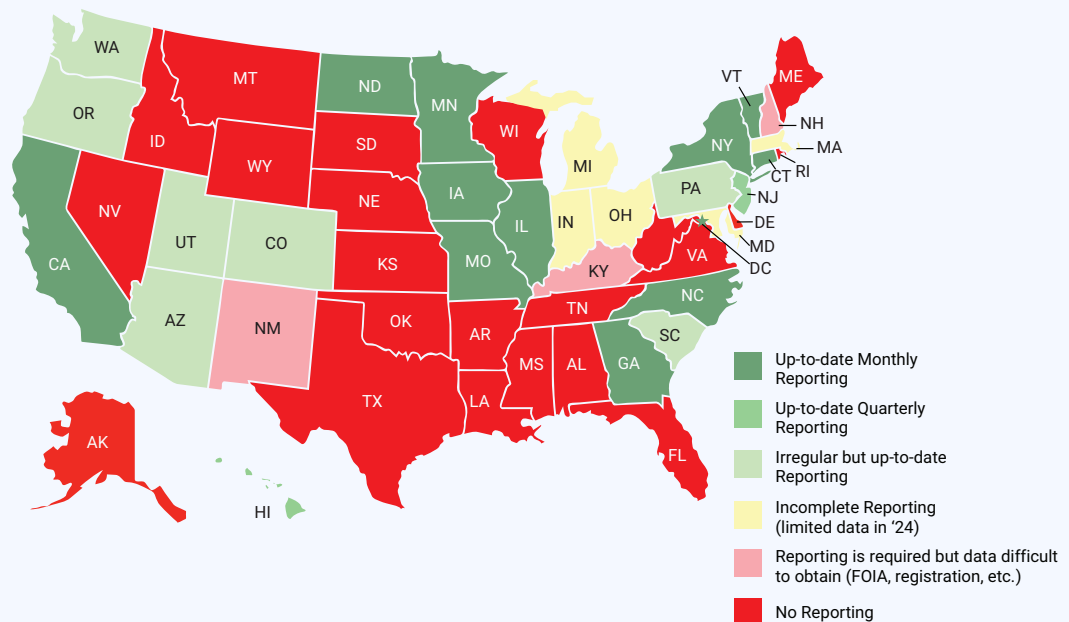 WA
OR
CA
NV
ID
MT
WY
UT
AZ
CO
NM
ND
SD
NE
KS
OK
TX
MN
IA
MO
AR
LA
WI
IL
MI
IN
OH
KY
TN
MS
AL
GA
FL
SC
NC
VA
PA
NY
VT
ME
NH
MA
RI
CT
NJ
DE
MD
DC
AK
HI
Up-to-date Monthly
Reporting
Up-to-date Quarterly
Reporting
Irregular but up-to-date
Reporting
Incomplete Reporting
(limited data in ‘24)
Reporting is required but data difficult
to obtain (FOIA, registration, etc.)
No Reporting